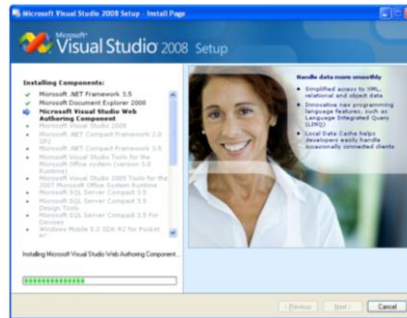 Microsoft Visual Studio 2008 Setup - Install Page
Microsoft
Visual Studio 2008 Setup
Installing Components:
Microsoft .NET Framework 3.5
Microsoft Document Explorer 2008
Microsoft Visual Studio Web
Authoring Component
Microsoft Visual Studio 2008
Microsoft .NET Compact Framework 2.0
SP2
Microsoft .NET Compact Framework 3.5
Microsoft Visual Studio Tools for the
Microsoft Office system (version 3.0
Runtime)
Microsoft Visual Studio 2005 Tools for the
2007 Microsoft Office System Runtime
Microsoft SQL Server Compact 3.5
Microsoft SQL Server Compact 3.5
Design Tools
Microsoft SQL Server Compact 3.5 For
Devices
Windows Mobile 5.0 SDK R2 for Pocket
PC
Installing Microsoft Visual Studio Web Authoring Component...
Handle data more smoothly
Simplified access to XML,
relational and object data
Innovative new programming
language features, such as
Language Integrated Query
(LINQ)
Local Data Cache helps
developers easily handle
occasionally connected clients
< Previous
Next >
Cancel